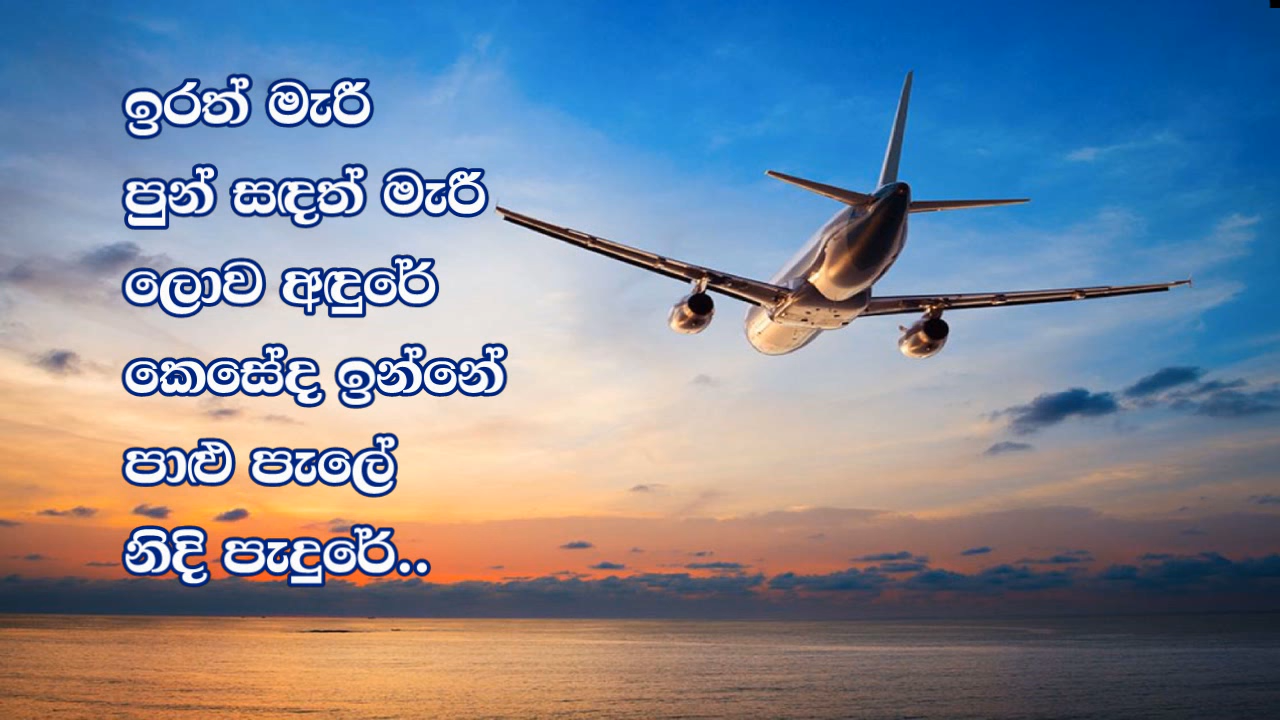 ඉරත් මැරී
පුන් සඳත් මැරී
ලොව අඳුරේ
කෙසේද ඉන්නේ
පාළු පැලේ
නිදි පැදුරේ..